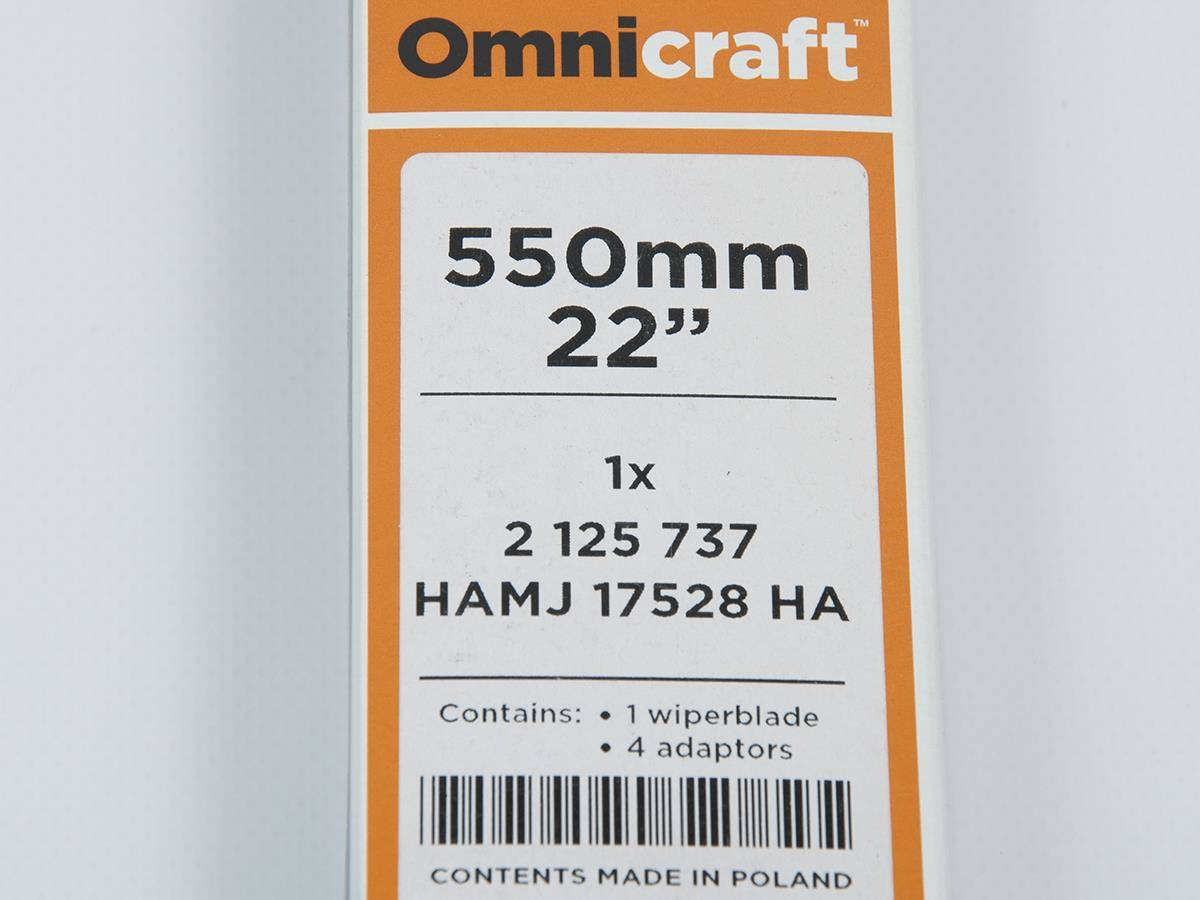 Omnicraft™
550mm
22”
1x
2 125 737
HAMJ 17528 HA
Contains: • 1 wiperblade
• 4 adaptors
CONTENTS MADE IN POLAND